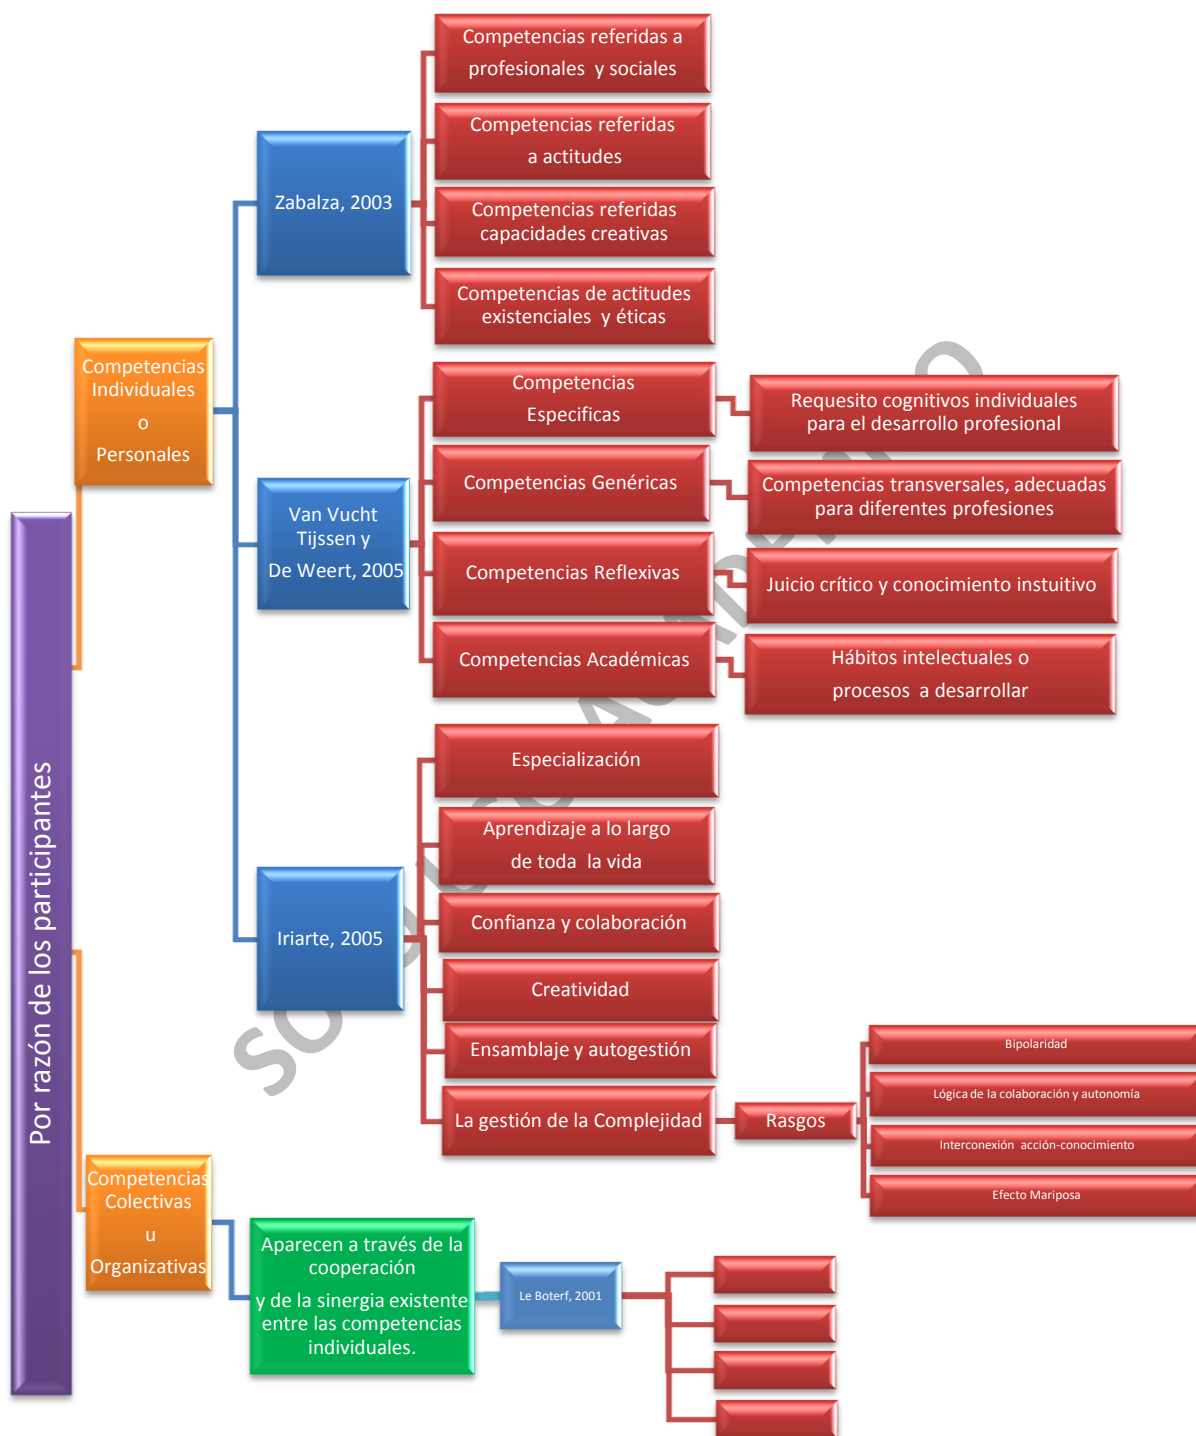 Por razón de los participantes
Competencias
Individuales
o
Personales
Zabalza, 2003
Competencias referidas a
profesionales y sociales
Competencias referidas
a actitudes
Competencias referidas
capacidades creativas
Competencias de actitudes
existenciales y éticas
Van Vucht
Tijssen y
De Weert, 2005
Competencias
Especificas
Requesito cognitivos individuales
para el desarrollo profesional
Competencias Genéricas
Competencias transversales, adecuadas
para diferentes profesiones
Competencias Reflexivas
Juicio crítico y conocimiento instuitivo
Competencias Académicas
Hábitos intelectuales o
procesos a desarrollar
Iriarte, 2005
Especialización
Aprendizaje a lo largo
de toda la vida
Confianza y colaboración
Creatividad
Ensamblaje y autogestión
La gestión de la Complejidad
Rasgos
Bipolaridad
Lógica de la colaboración y autonomía
Interconexión acción-conocimiento
Efecto Mariposa
Competencias
Colectivas
u
Organizativas
Aparecen a través de la
cooperación
y de la sinergia existente
entre las competencias
individuales.
Le Boterf, 2001